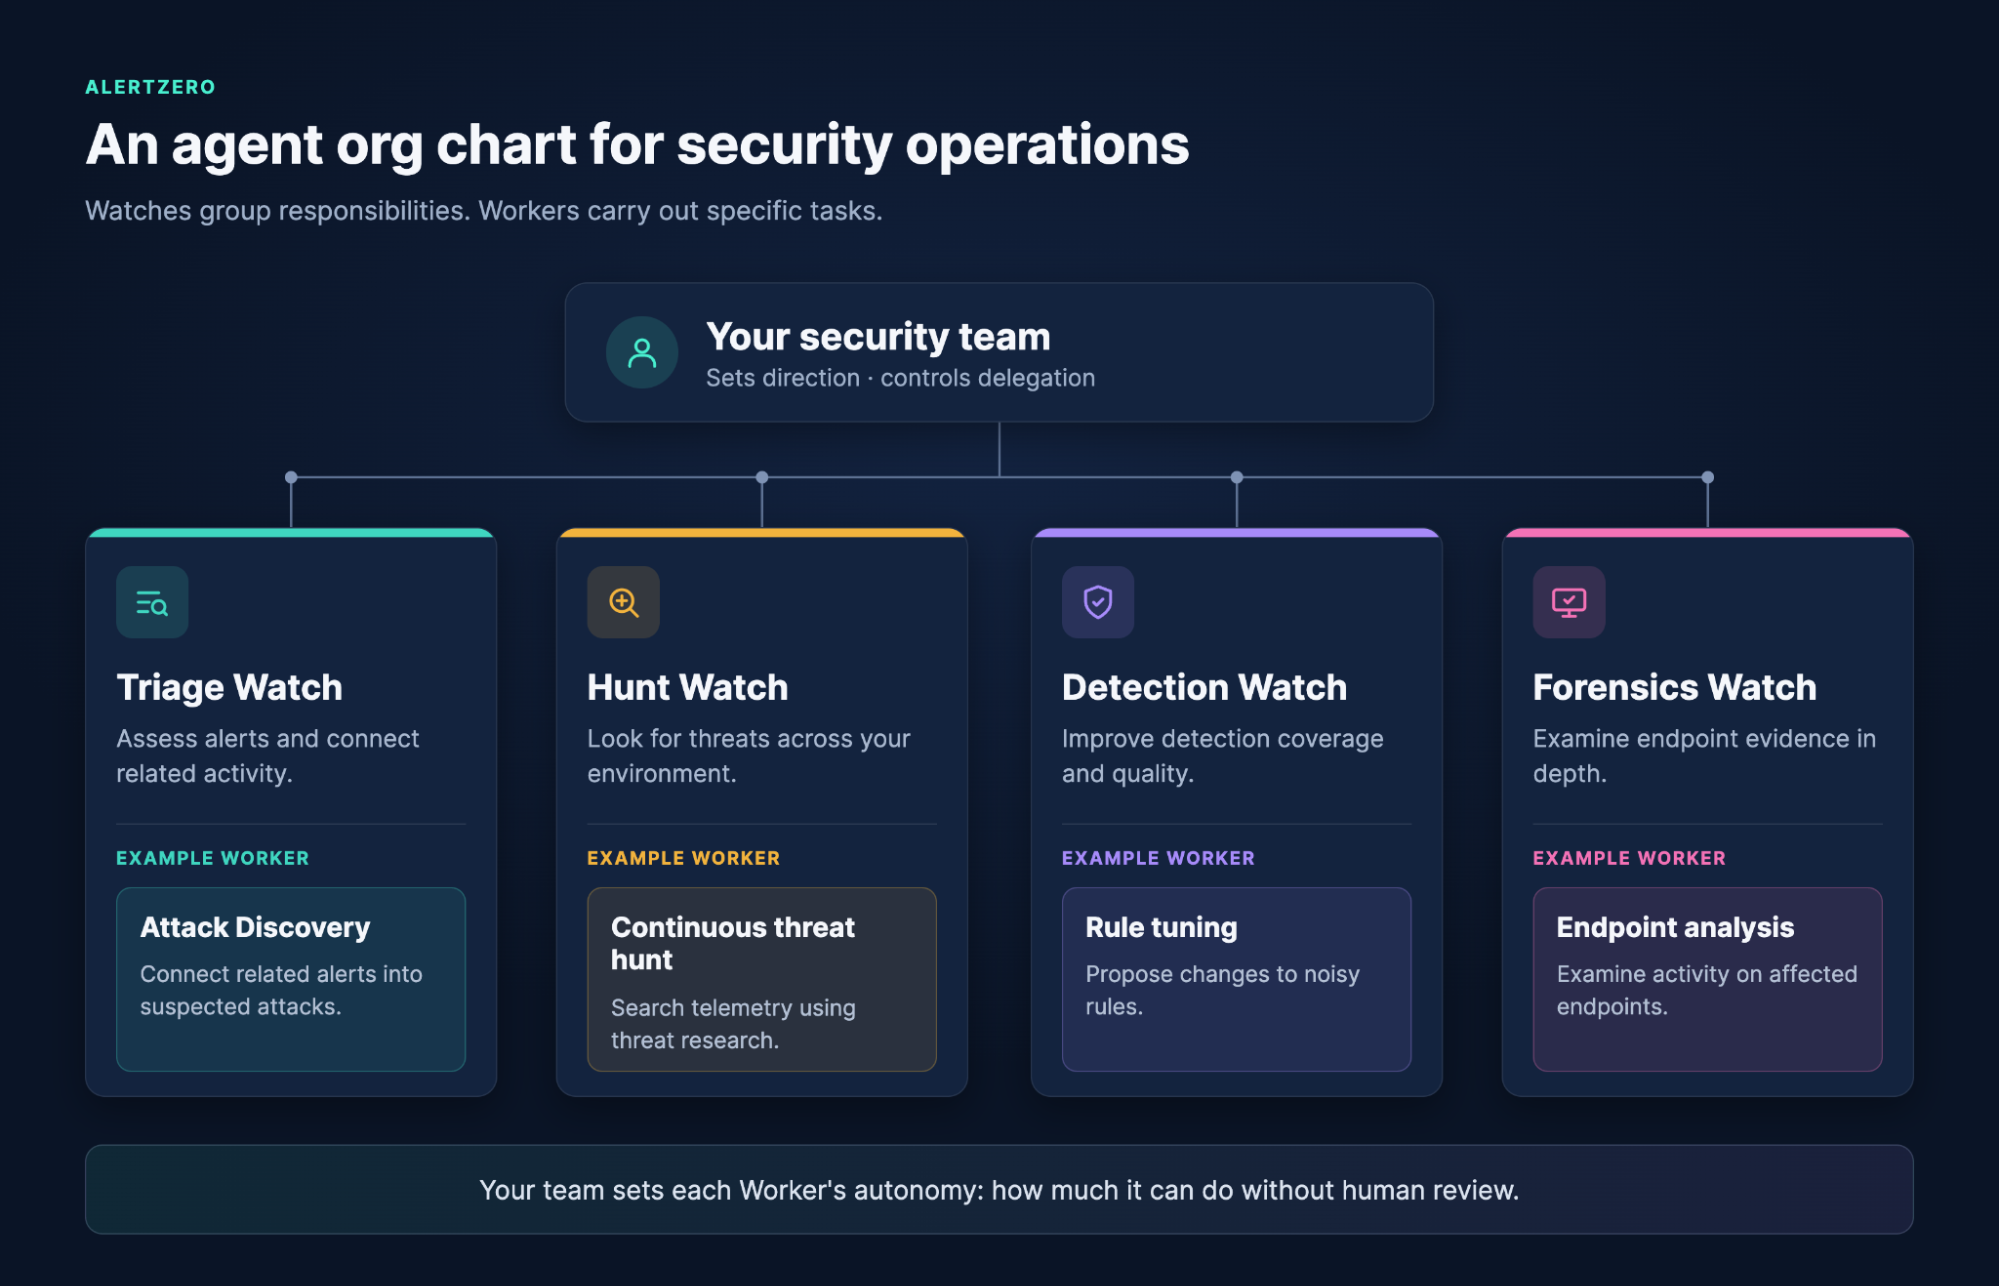 ALERTZERO
An agent org chart for security operations
Watches group responsibilities. Workers carry out specific tasks.
Your security team
Sets direction · controls delegation
Triage Watch
Assess alerts and connect
related activity.
EXAMPLE WORKER
Attack Discovery
Connect related alerts into
suspected attacks.
Hunt Watch
Look for threats across your
environment.
EXAMPLE WORKER
Continuous threat
hunt
Search telemetry using
threat research.
Detection Watch
Improve detection coverage
and quality.
EXAMPLE WORKER
Rule tuning
Propose changes to noisy
rules.
Forensics Watch
Examine endpoint evidence in
depth.
EXAMPLE WORKER
Endpoint analysis
Examine activity on affected
endpoints.
Your team sets each Worker's autonomy: how much it can do without human review.